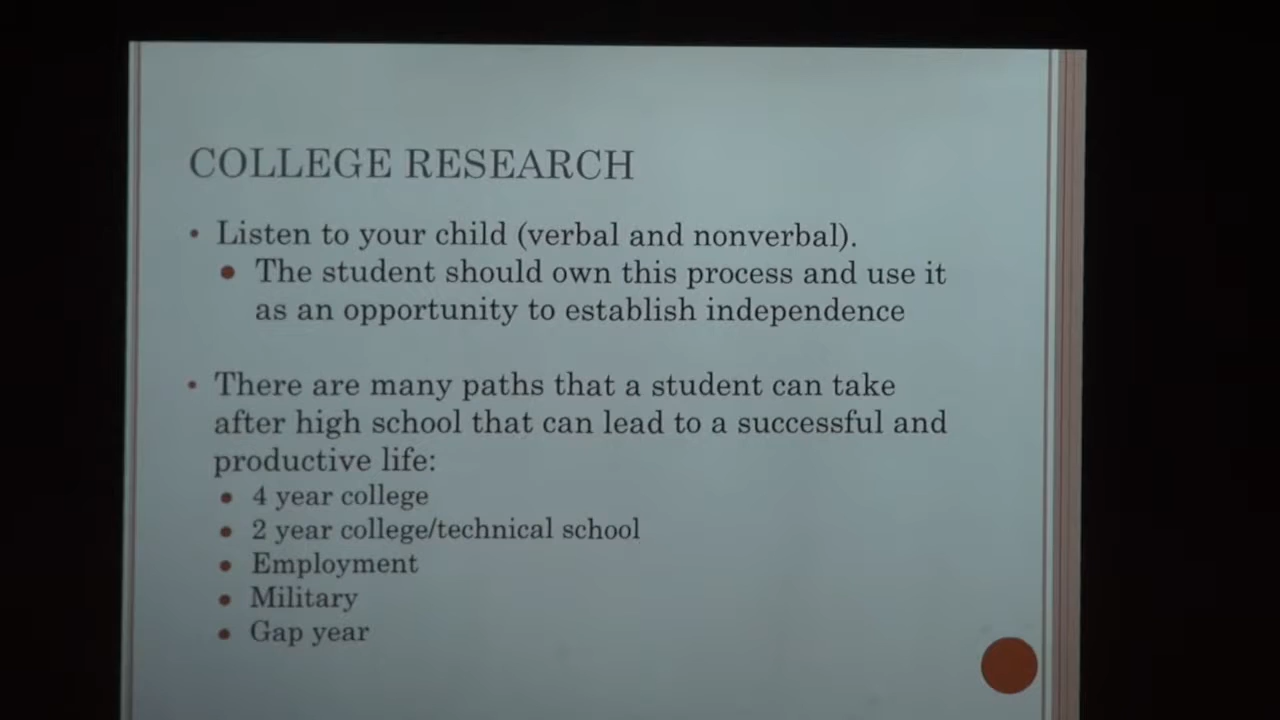 COLLEGE RESEARCH
• Listen to your child (verbal and nonverbal).
• The student should own this process and use it
as an opportunity to establish independence
• There are many paths that a student can take
after high school that can lead to a successful and
productive life:
• 4 year college
• 2 year college/technical school
• Employment
• Military
• Gap year